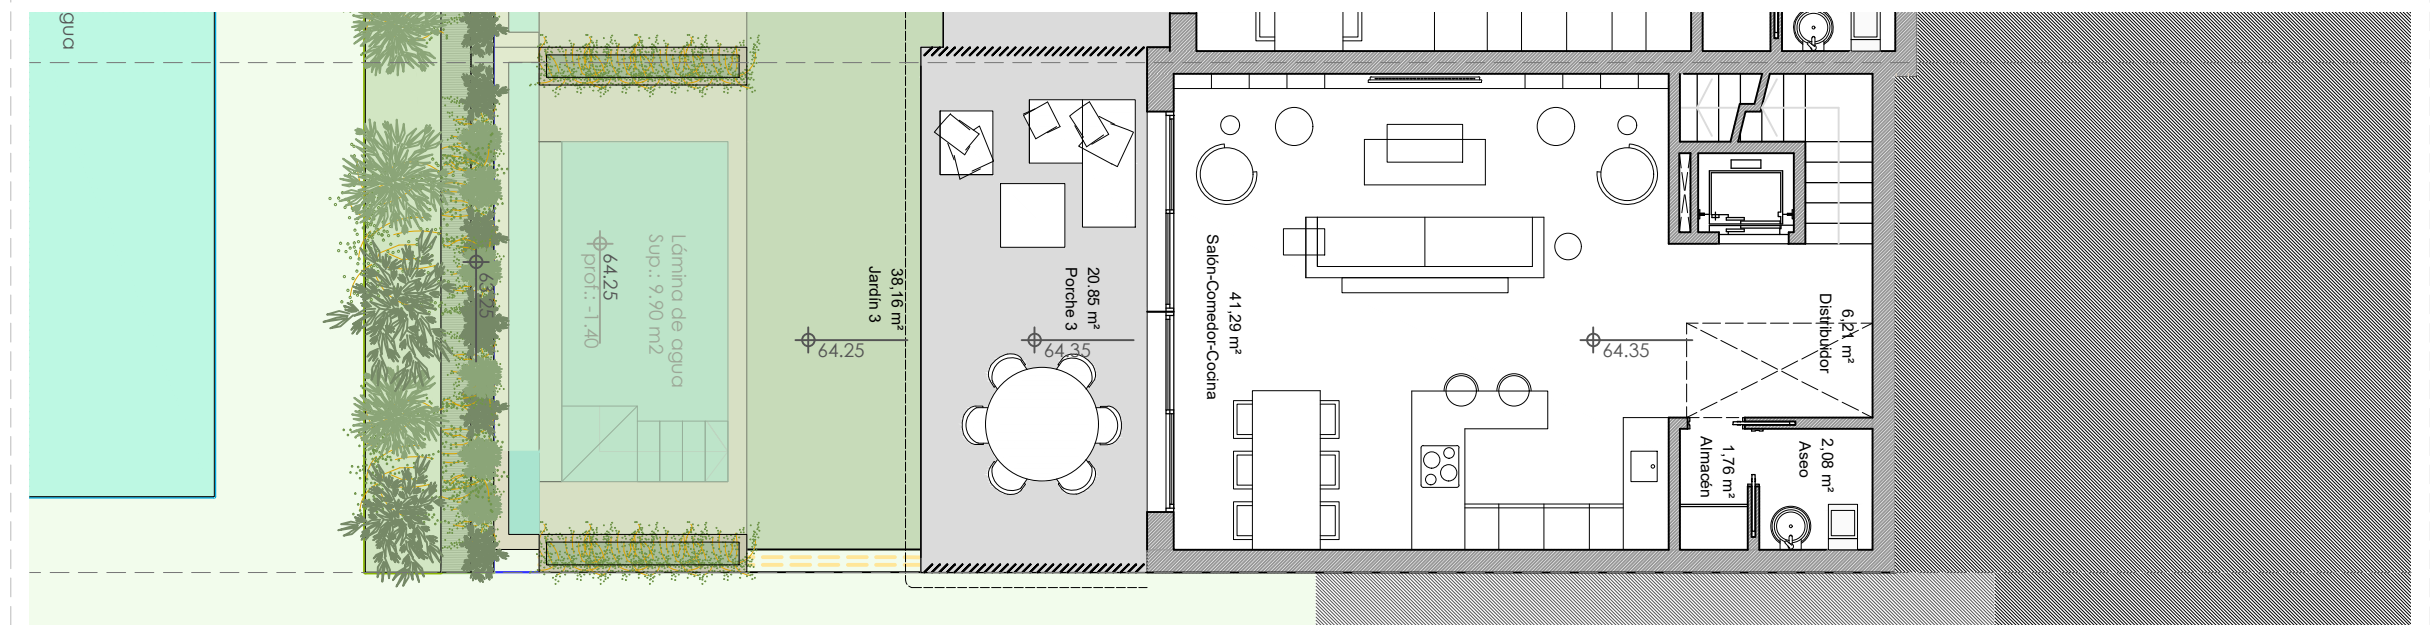 agua
64.25
prof.: -1.40
Lámina de agua
Sup.: 9.90 m2
63.25
38,16 m²
Jardín 3
64.25
20.85 m²
Porche 3
64.35
41,29 m²
Salón-Comedor-Cocina
64.35
6,21 m²
Distribuidor
1,76 m²
Almacén
2,08 m²
Aseo